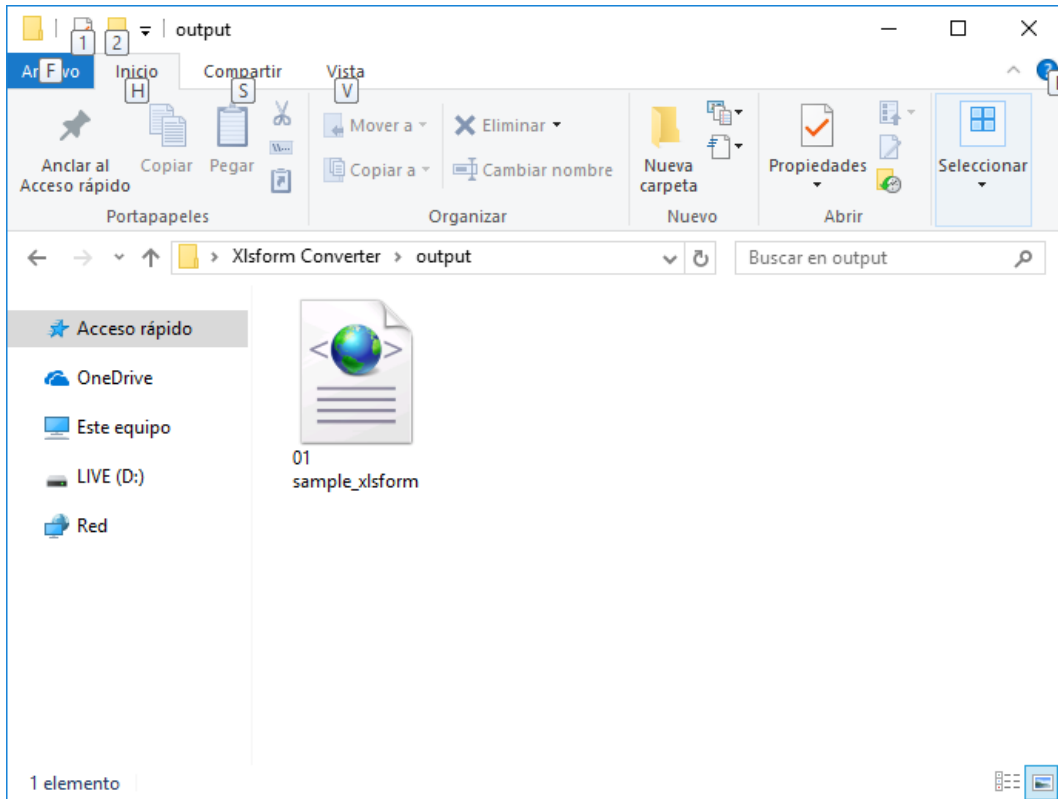 1 2 output
Ar F vo Inicio Compartir Vista
H S V
Anclar al
Acceso rápido
Copiar
Pegar
Mover a
Copiar a
Eliminar
Cambiar nombre
Nueva
carpeta
Propiedades
Seleccionar
Portapapeles Organizar Nuevo Abrir
Xlsform Converter > output
Buscar en output
Acceso rápido
OneDrive
Este equipo
LIVE (D:)
Red
01
sample_xlsform
1 elemento